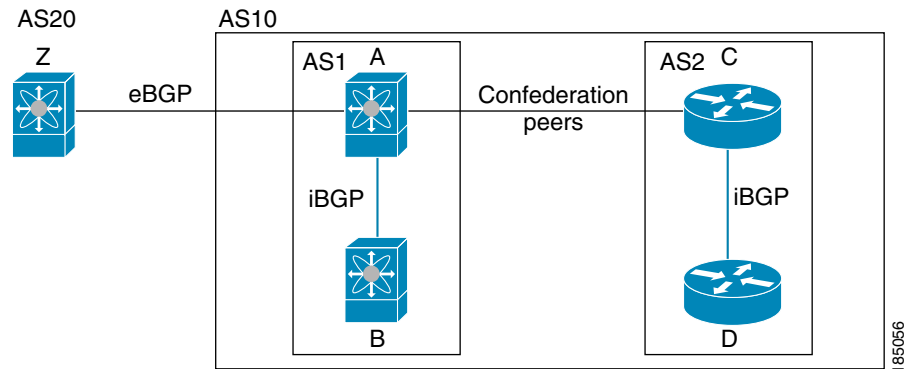 AS20
AS10
Z
AS1
A
AS2
C
eBGP
Confederation
peers
iBGP
iBGP
B
D
185056